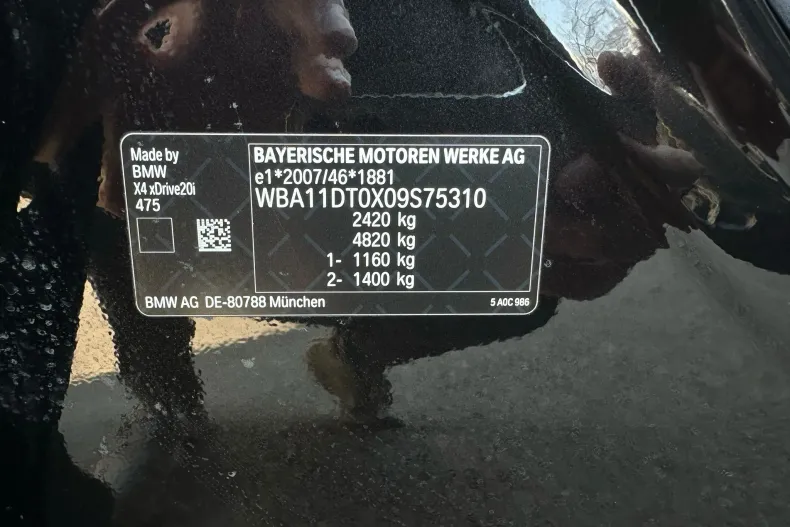 Made by
BMW
X4 xDrive20i
475
BAYERISCHE MOTOREN WERKE AG
e1*2007/46*1881
WBA11DT0X09S75310
2420 kg
4820 kg
1- 1160 kg
2- 1400 kg
BMW AG DE-80788 München
5 A0C 986